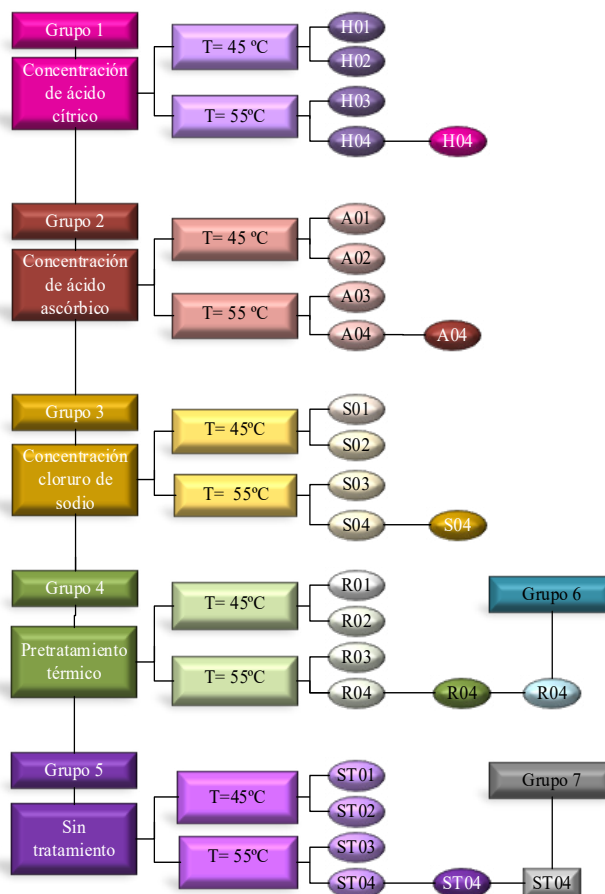 Grupo 1
Concentración
de ácido
cítrico
T= 45 ºC
H01
H02
T= 55ºC
H03
H04
H04
Grupo 2
Concentración
de ácido
ascórbico
T= 45 ºC
A01
A02
T= 55 ºC
A03
A04
A04
Grupo 3
Concentración
cloruro de
sodio
T= 45ºC
S01
S02
T= 55ºC
S03
S04
S04
Grupo 4
Pretratamiento
térmico
T= 45ºC
R01
R02
T= 55ºC
R03
R04
R04
Grupo 6
R04
Grupo 5
Sin
tratamiento
T=45ºC
ST01
ST02
T= 55ºC
ST03
ST04
ST04
Grupo 7
ST04